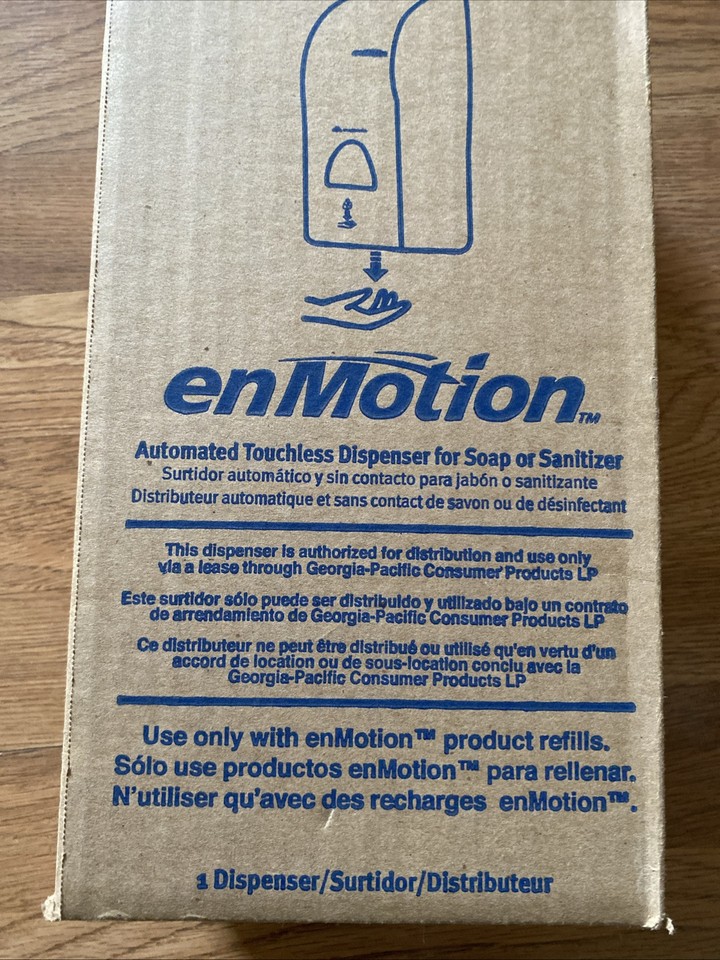 enMotion™
Automated Touchless Dispenser for Soap or Sanitizer
Surtidor automático y sin contacto para jabón o sanitizante
Distributeur automatique et sans contact de savon ou de désinfectant
This dispenser is authorized for distribution and use only
via a lease through Georgia-Pacific Consumer Products LP
Este surtidor sólo puede ser distribuido y utilizado bajo un contrato
de arrendamiento de Georgia-Pacific Consumer Products LP
Ce distributeur ne peut être distribué ou utilisé qu'en vertu d'un
accord de location ou de sous-location conclu avec la
Georgia-Pacific Consumer Products LP
Use only with enMotion™ product refills.
Sólo use productos enMotion™ para rellenar.
N'utiliser qu'avec des recharges enMotion™.
1 Dispenser/Surtidor/Distributeur